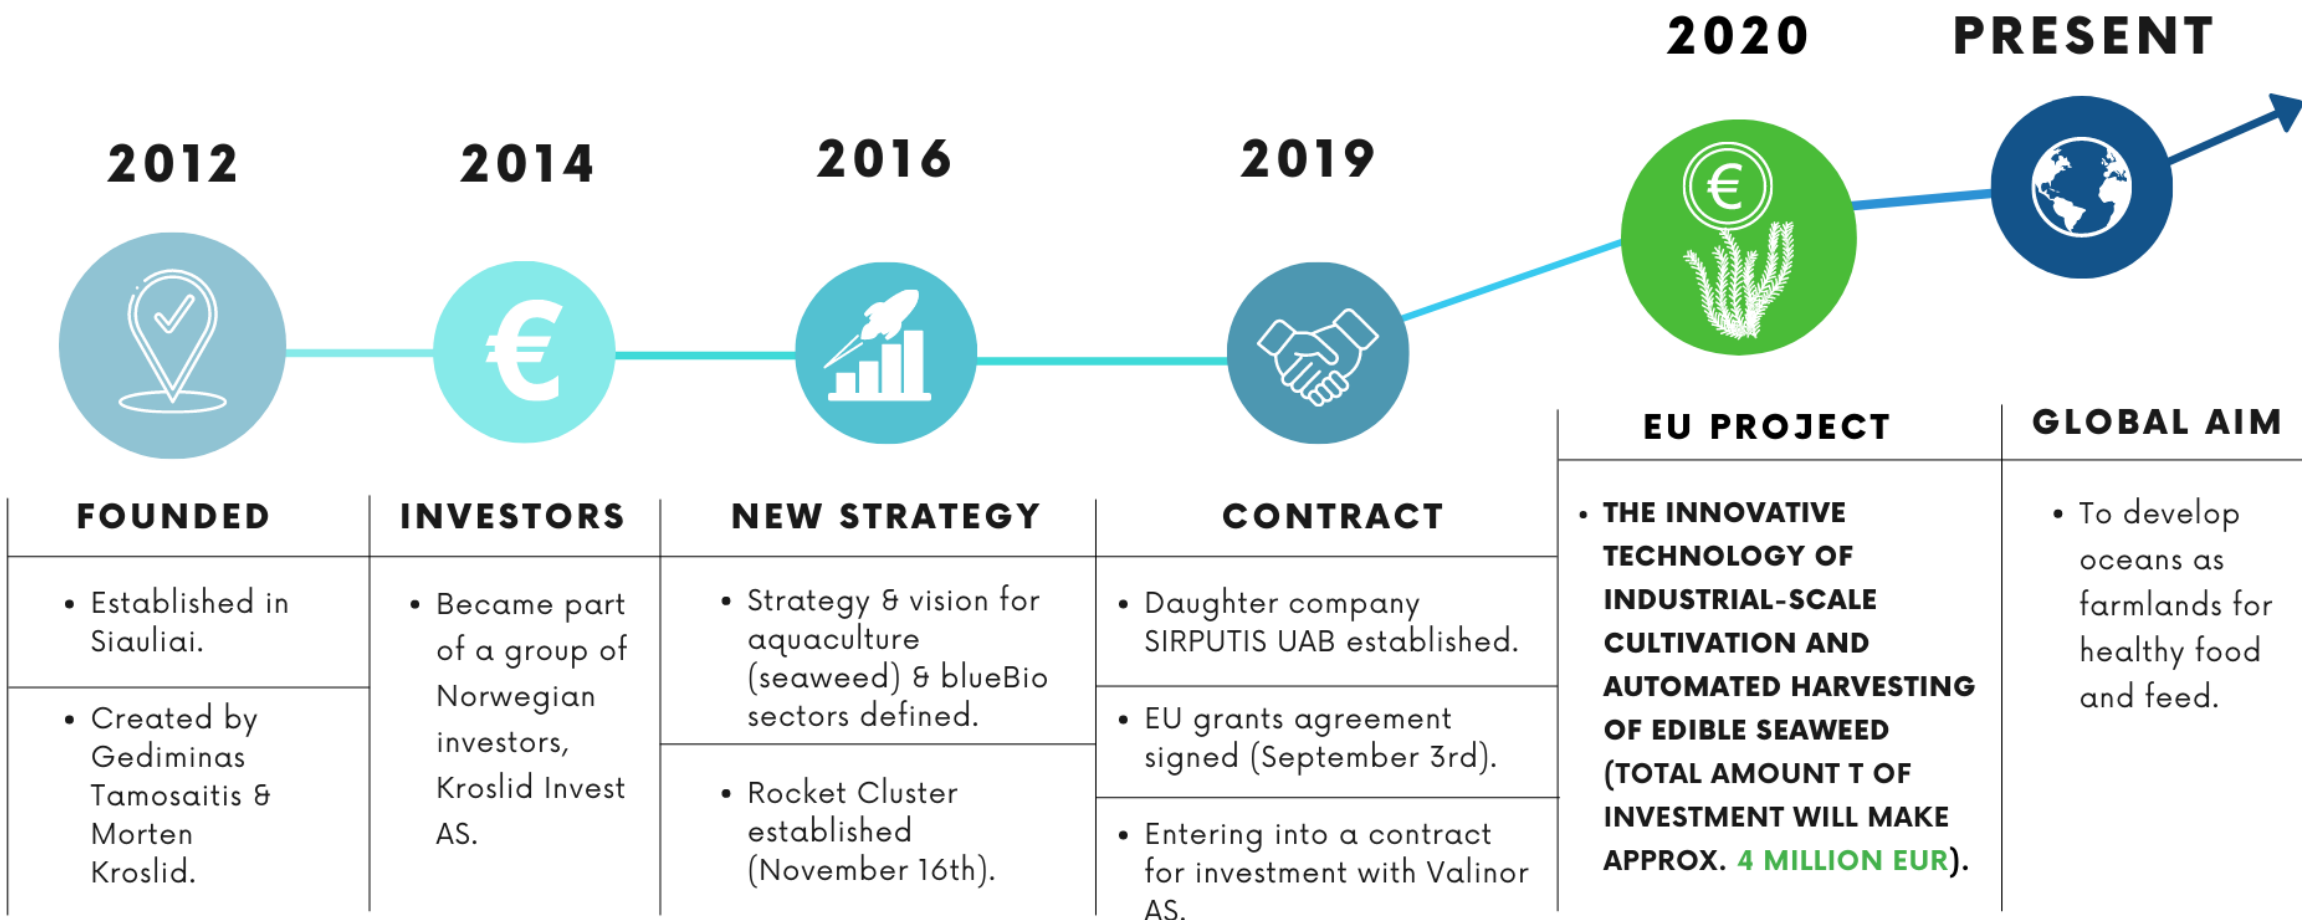 2012
2014
2016
2019
2020
PRESENT
€
€
FOUNDED
• Established in
Siauliai.
• Created by
Gediminas
Tamosaitis &
Morten
Kroslid.
INVESTORS
• Became part
of a group of
Norwegian
investors,
Kroslid Invest
AS.
NEW STRATEGY
• Strategy & vision for
aquaculture
(seaweed) & blueBio
sectors defined.
• Rocket Cluster
established
(November 16th).
CONTRACT
• Daughter company
SIRPUTIS UAB established.
• EU grants agreement
signed (September 3rd).
• Entering into a contract
for investment with Valinor
AS.
EU PROJECT
• THE INNOVATIVE
TECHNOLOGY OF
INDUSTRIAL-SCALE
CULTIVATION AND
AUTOMATED HARVESTING
OF EDIBLE SEAWEED
(TOTAL AMOUNT T OF
INVESTMENT WILL MAKE
APPROX. 4 MILLION EUR).
GLOBAL AIM
• To develop
oceans as
farmlands for
healthy food
and feed.